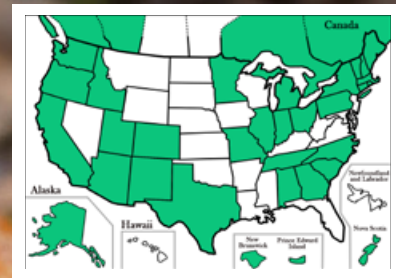 Canada
Newfoundland
and Labrador
Alaska
Hawaii
Nova Scotia
New
Brunswick
Prince Edward
Island